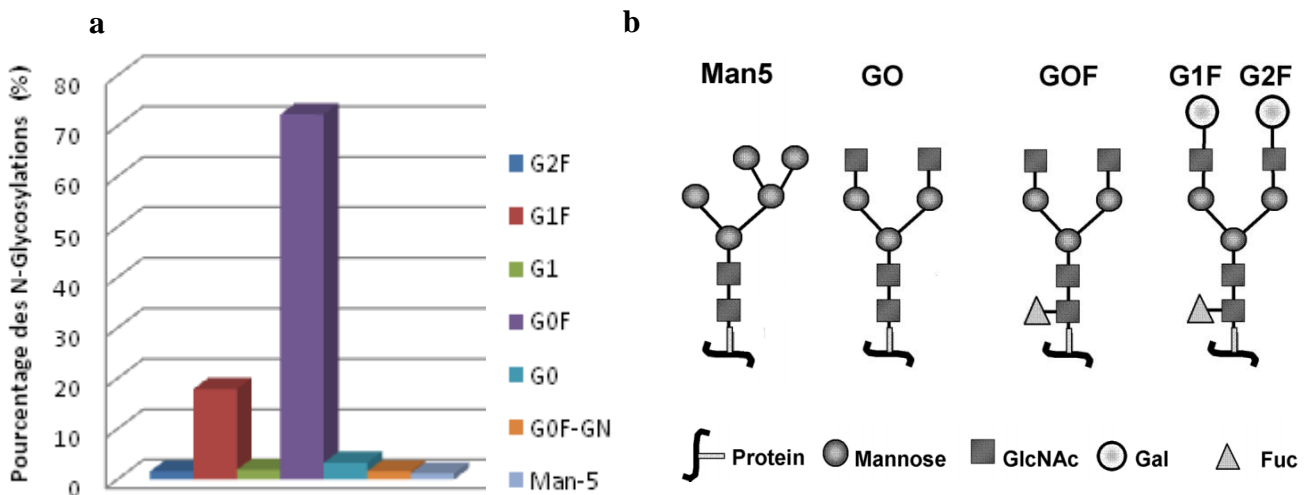 a
Pourcentage des N-Glycosylations (%)
80
70
60
50
40
30
20
10
0
G2F
G1F
G1
G0F
G0
G0F-GN
Man-5
b
Man5 GO GOF G1F G2F
Protein Mannose GlcNAc Gal Fuc